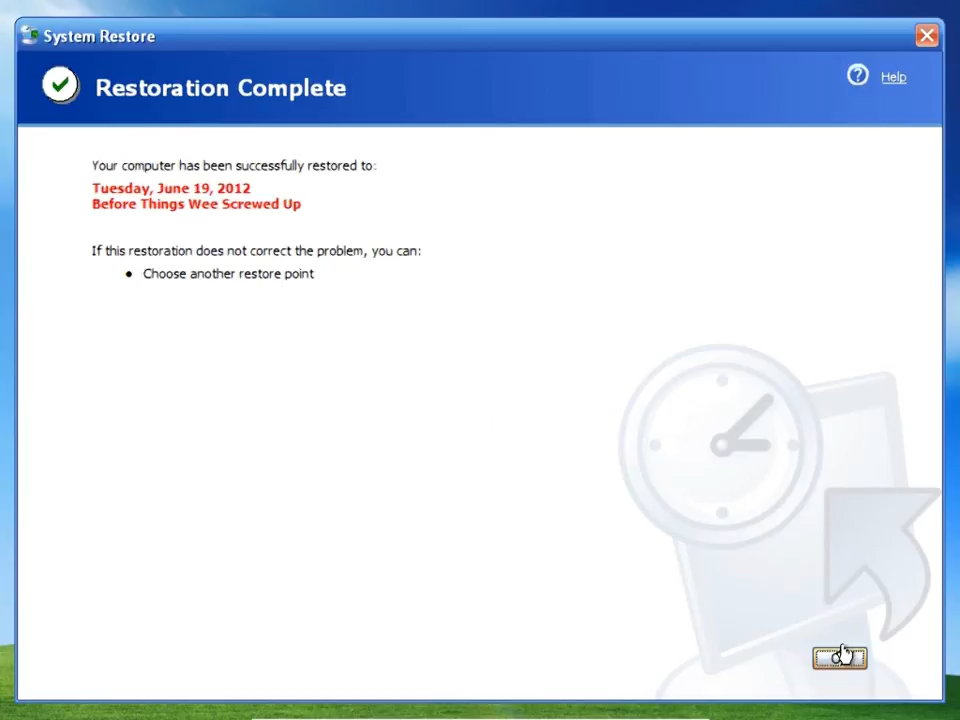 System Restore
Restoration Complete
Help
Your computer has been successfully restored to:
Tuesday, June 19, 2012
Before Things Wee Screwed Up
If this restoration does not correct the problem, you can:
• Choose another restore point